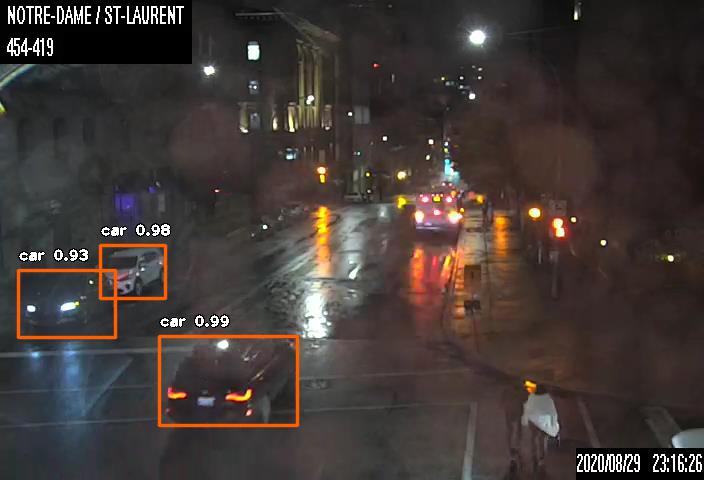 NOTRE-DAME / ST-LAURENT
454-419
car 0.98
car 0.93
car 0.99
2020/08/29 23:16:26